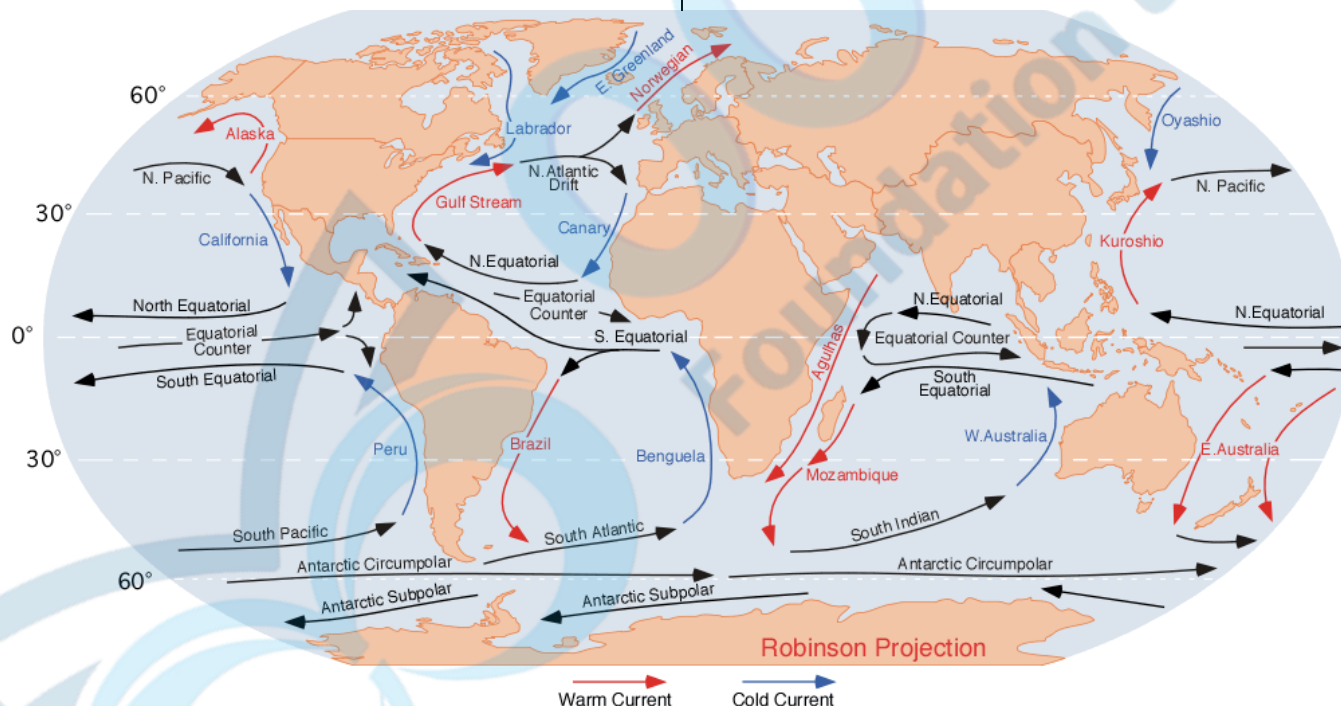 E. Greenland
Norwegian
60°
Alaska
Labrador
Oyashio
N. Pacific
N.Atlantic
Drift
N. Pacific
30°
Gulf Stream
California
Canary
Kuroshio
N.Equatorial
North Equatorial
Equatorial
Counter
N.Equatorial
N.Equatorial
0°
Equatorial
Counter
S. Equatorial
Equatorial Counter
South Equatorial
Agulhas
South
Equatorial
Peru
Brazil
Benguela
W.Australia
E.Australia
30°
Mozambique
South Pacific
South Atlantic
South Indian
Antarctic Circumpolar
Antarctic Circumpolar
60°
Antarctic Subpolar
Antarctic Subpolar
Robinson Projection
Warm Current
Cold Current
Foundation